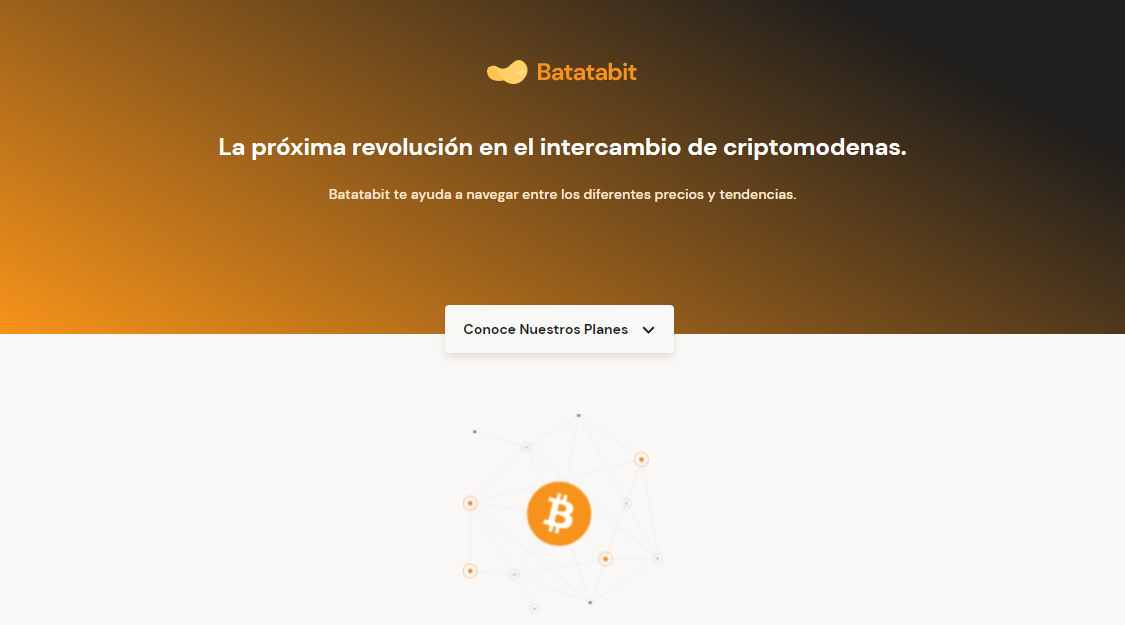 Batatabit
La próxima revolución en el intercambio de criptomodenas.
Batatabit te ayuda a navegar entre los diferentes precios y tendencias.
Conoce Nuestros Planes